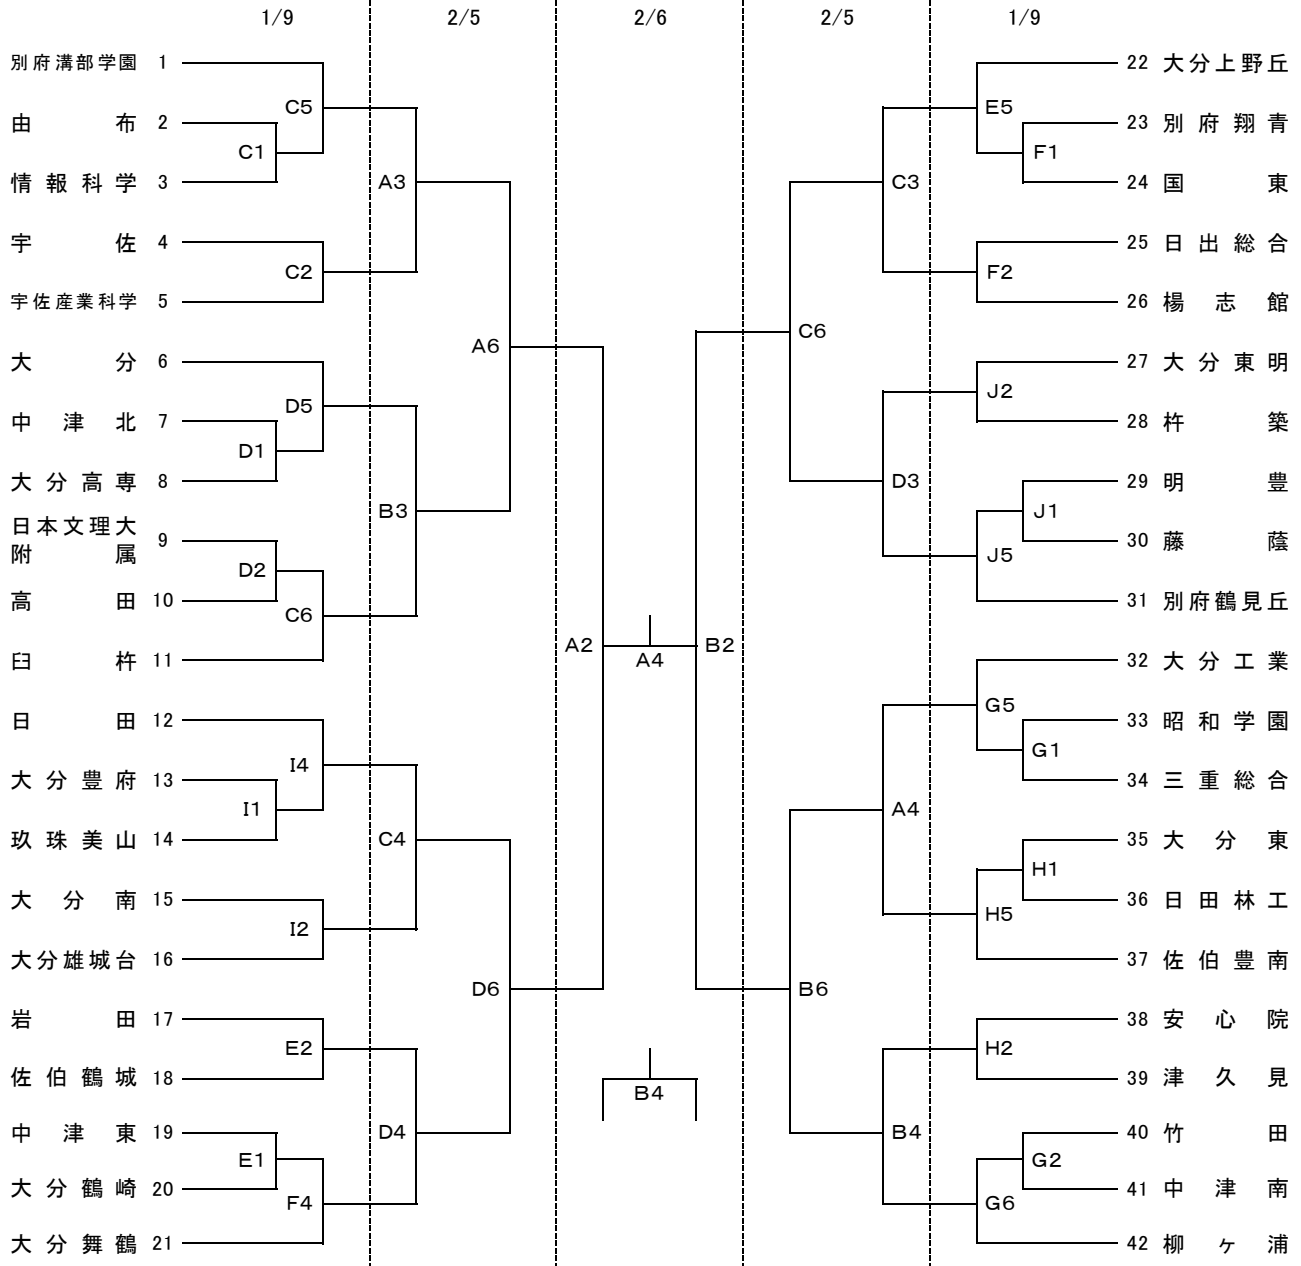 1/9 2/5 2/6 2/5 1/9
別府溝部学園 1
由布 2
情報科学 3
宇佐 4
宇佐産業科学 5
大分 6
中津北 7
大分高専 8
日本文理大
附属 9
高田 10
臼杵 11
日田 12
大分豊府 13
玖珠美山 14
大分南 15
大分雄城台 16
岩田 17
佐伯鶴城 18
中津東 19
大分鶴崎 20
大分舞鶴 21
C5
C1
C2
D5
D1
D2
C6
I4
I1
I2
E2
E1
F4
A3
B3
C4
D4
A6
D6
A2
A4
B4
B2
C6
B6
C3
D3
A4
B4
E5
F1
F2
J2
J1
J5
G5
G1
H1
H5
H2
G2
G6
22 大分上野丘
23 別府翔青
24 国東
25 日出総合
26 楊志館
27 大分東明
28 杵築
29 明豊
30 藤蔭
31 別府鶴見丘
32 大分工業
33 昭和学園
34 三重総合
35 大分東
36 日田林工
37 佐伯豊南
38 安心院
39 津久見
40 竹田
41 中津南
42 柳ヶ浦